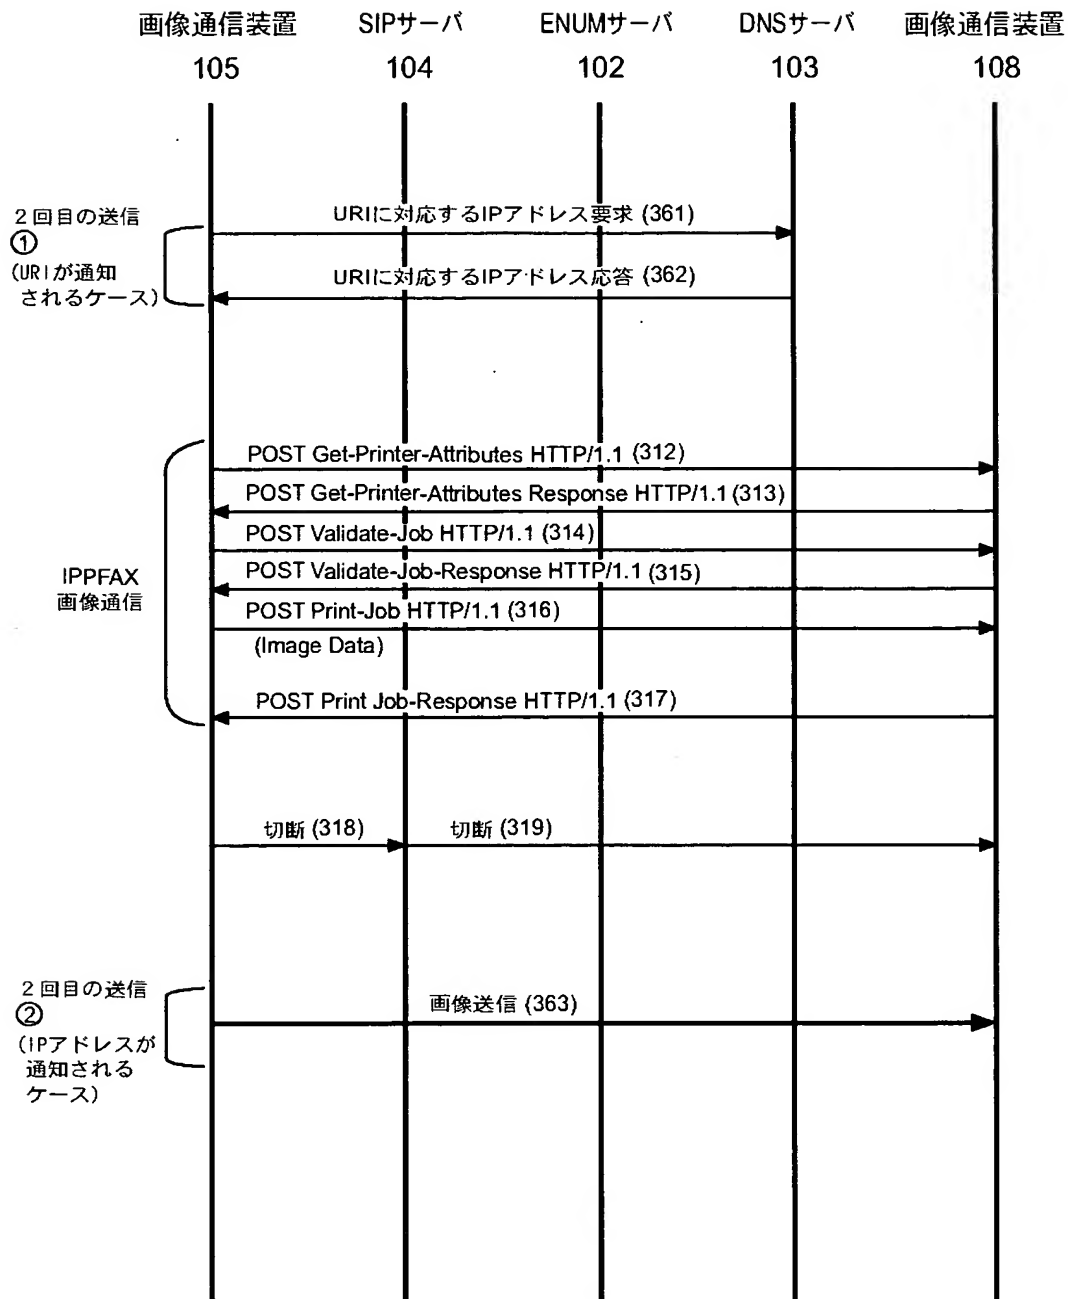 画像通信装置 SIPサーバ ENUMサーバ DNSサーバ 画像通信装置
105 104 102 103 108
2回目の送信
①
(URIが通知
されるケース)
URIに対応するIPアドレス要求 (361)
URIに対応するIPアドレス応答 (362)
IPPFAX
画像通信
POST Get-Printer-Attributes HTTP/1.1 (312)
POST Get-Printer-Attributes Response HTTP/1.1 (313)
POST Validate-Job HTTP/1.1 (314)
POST Validate-Job-Response HTTP/1.1 (315)
POST Print-Job HTTP/1.1 (316)
(Image Data)
POST Print Job-Response HTTP/1.1 (317)
切断 (318) 切断 (319)
2回目の送信
②
(IPアドレスが
通知される
ケース)
画像送信 (363)